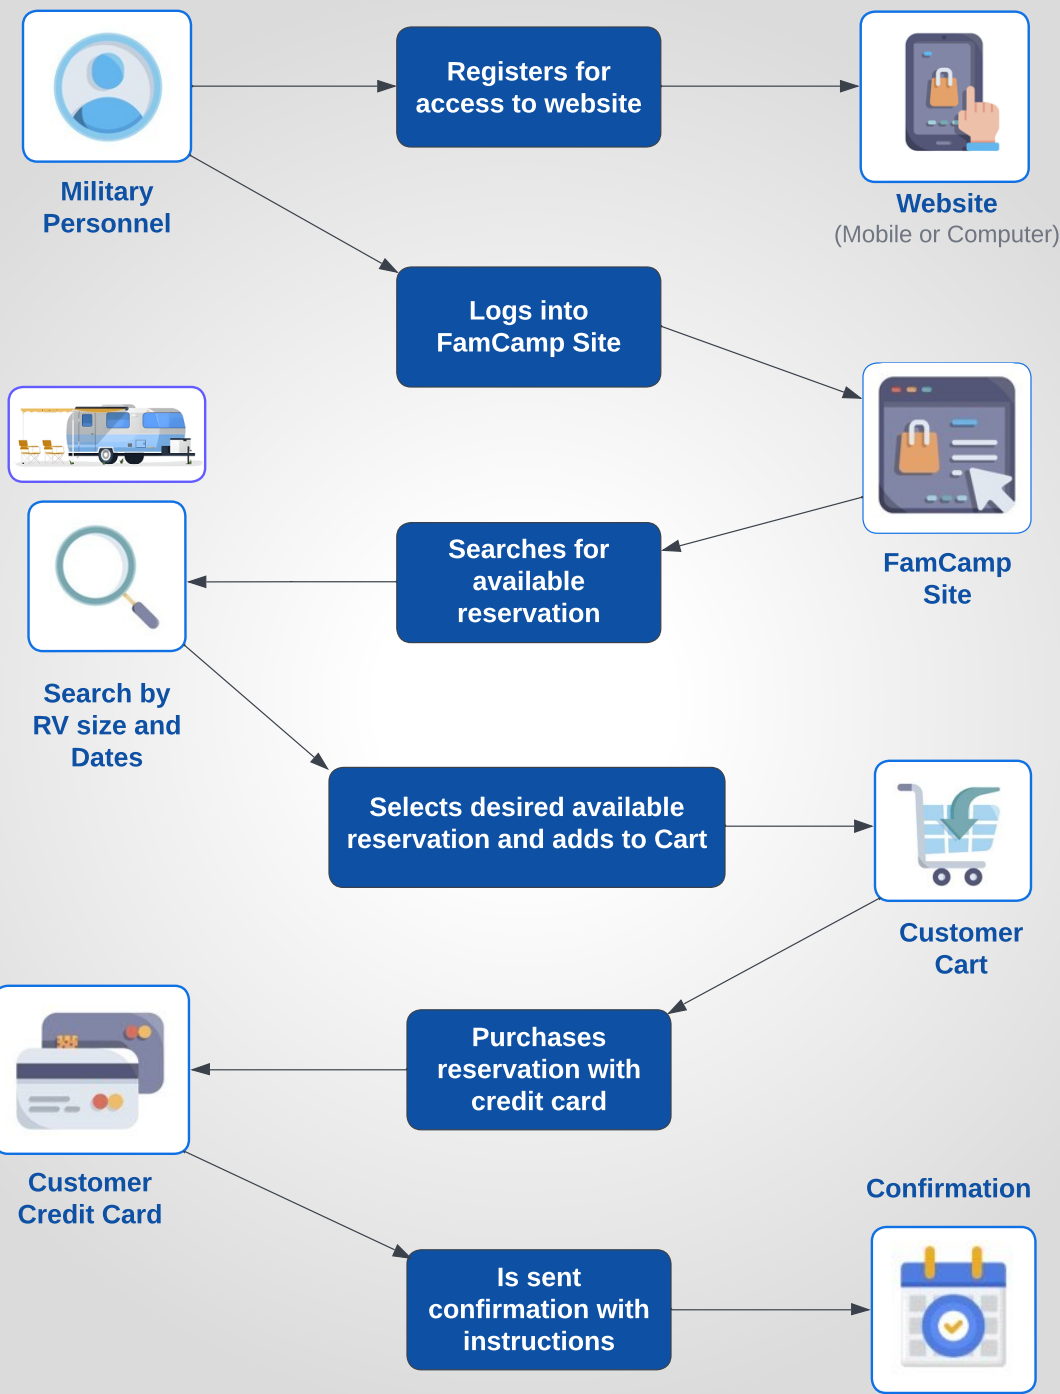 Registers for
access to website
Military
Personnel
Website
(Mobile or Computer)
Logs into
FamCamp Site
Searches for
available
reservation
FamCamp
Site
Search by
RV size and
Dates
Selects desired available
reservation and adds to Cart
Customer
Cart
Purchases
reservation with
credit card
Customer
Credit Card
Confirmation
Is sent
confirmation with
instructions